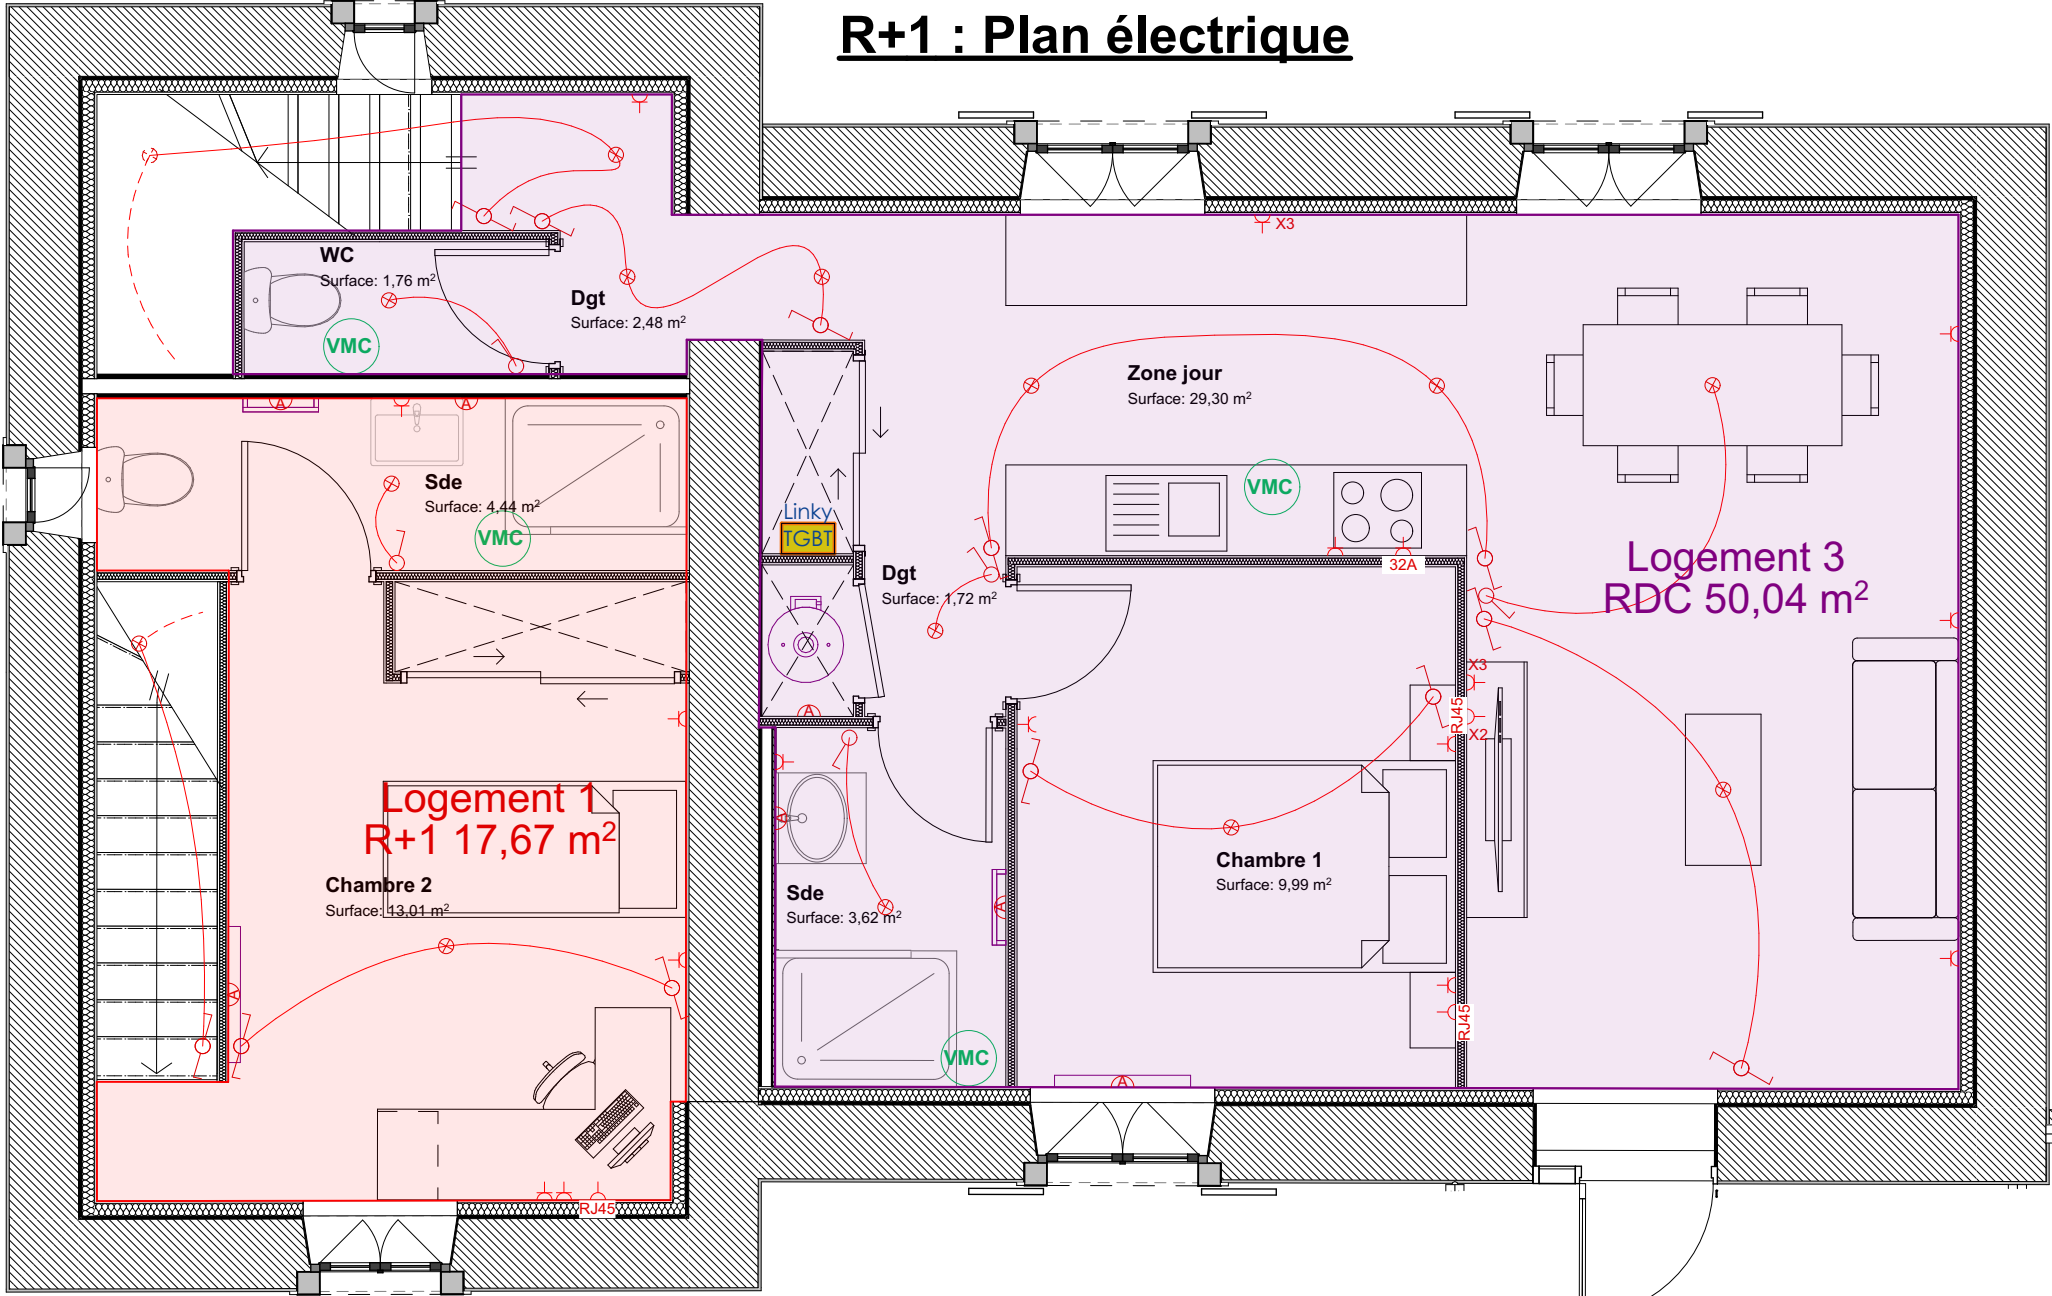 R+1 : Plan électrique
X3
WC
Surface: 1,76 m²
VMC
Dgt
Surface: 2,48 m²
Zone jour
Surface: 29,30 m²
A
A
Sde
Surface: 4,44 m²
VMC
VMC
Linky
TGBT
32A
Dgt
Surface: 1,72 m²
Logement 3
RDC 50,04 m²
X3
RJ45
X2
A
A
Logement 1
R+1 17,67 m²
Chambre 2
Surface: 13,01 m²
Chambre 1
Surface: 9,99 m²
Sde
Surface: 3,62 m²
A
A
RJ45
VMC
A
RJ45